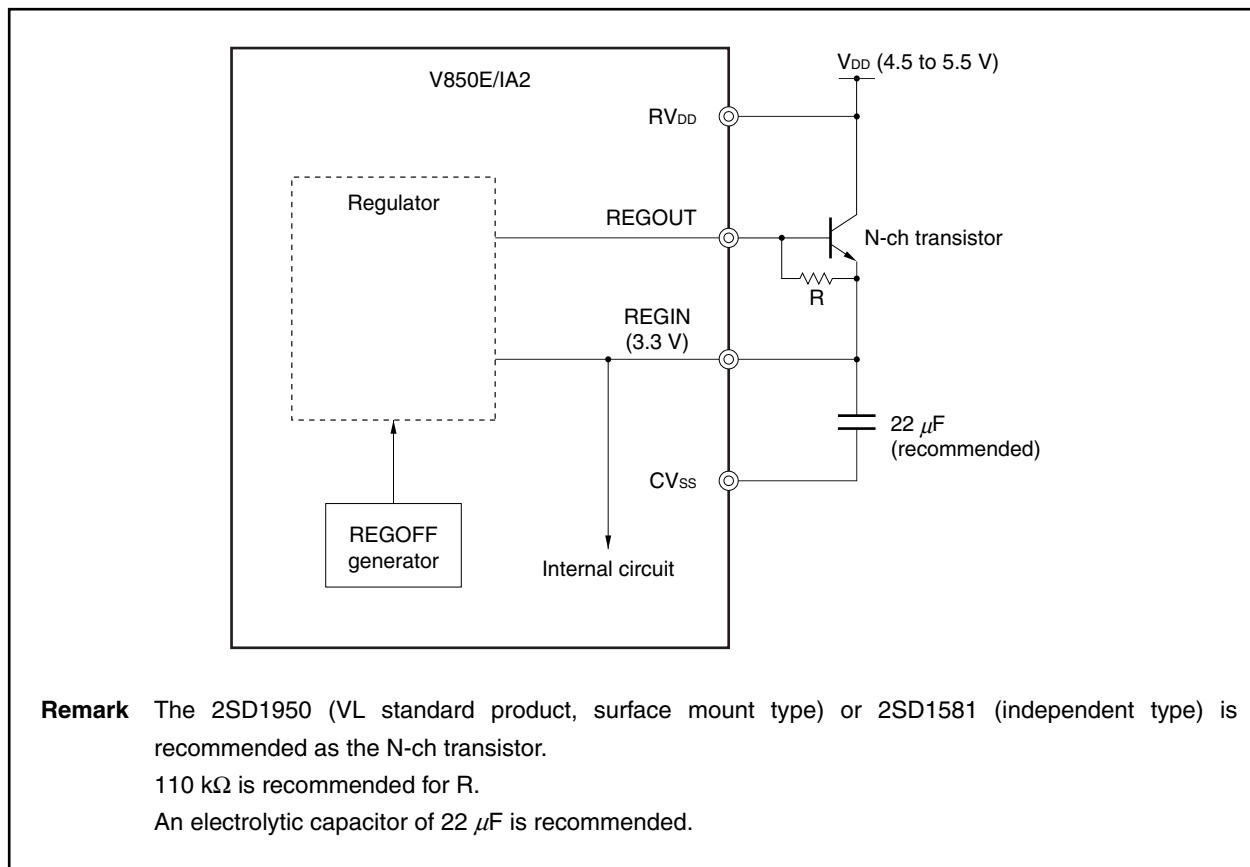 V850E/IA2
VDD (4.5 to 5.5 V)
RVDD
Regulator
REGOUT
N-ch transistor
R
REGIN
(3.3 V)
22 μF
(recommended)
CVSS
REGOFF
generator
Internal circuit
Remark The 2SD1950 (VL standard product, surface mount type) or 2SD1581 (independent type) is
recommended as the N-ch transistor.
110 kΩ is recommended for R.
An electrolytic capacitor of 22 μF is recommended.